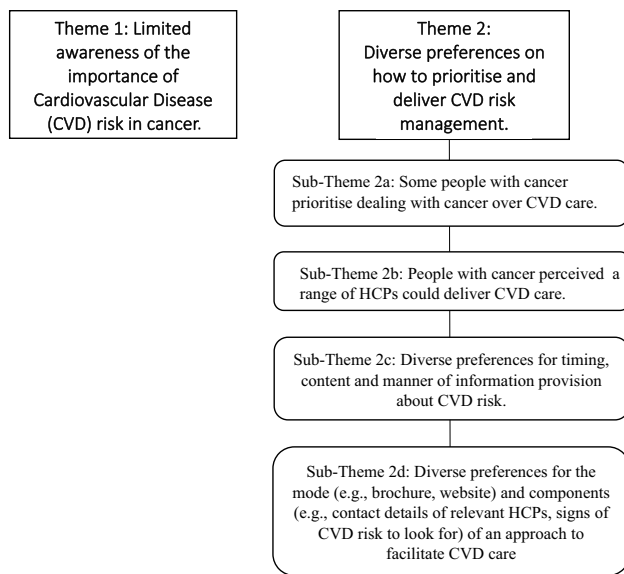 Theme 1: Limited
awareness of the
importance of
Cardiovascular Disease
(CVD) risk in cancer.
Theme 2:
Diverse preferences on
how to prioritise and
deliver CVD risk
management.
Sub-Theme 2a: Some people with cancer
prioritise dealing with cancer over CVD care.
Sub-Theme 2b: People with cancer perceived a
range of HCPs could deliver CVD care.
Sub-Theme 2c: Diverse preferences for timing,
content and manner of information provision
about CVD risk.
Sub-Theme 2d: Diverse preferences for the
mode (e.g., brochure, website) and components
(e.g., contact details of relevant HCPs, signs of
CVD risk to look for) of an approach to
facilitate CVD care